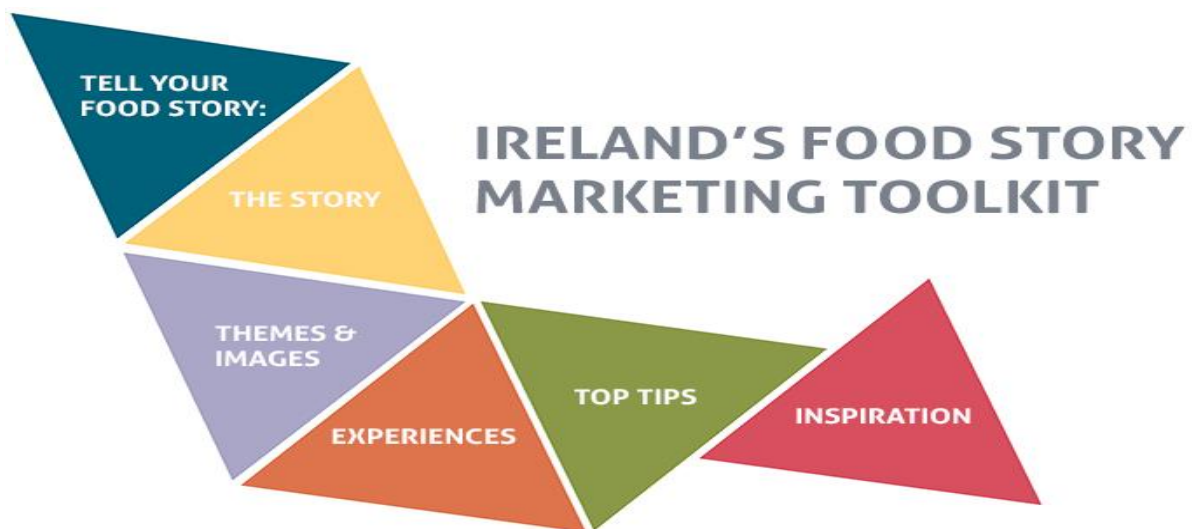 TELL YOUR
FOOD STORY:
THE STORY
IRELAND'S FOOD STORY
MARKETING TOOLKIT
THEMES &
IMAGES
EXPERIENCES
TOP TIPS
INSPIRATION